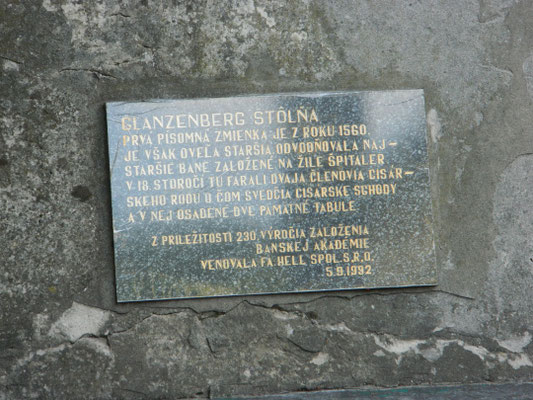 GLANZENBERG ŠTÔLŇA
PRVÁ PÍSOMNÁ ZMIENKA JE Z ROKU 1560,
JE VŠAK OVEĽA STARŠIA ODVODŇOVALA NAJ-
STARŠIE BANE ZALOŽENÉ NA ŽILE ŠPITALER
V 18. STOROČÍ TU FÁRALI DVAJA ČLENOVIA CISÁR-
SKEHO RODU O ČOM SVEDČIA CISÁRSKE SCHODY
A V NEJ OSADENÉ DVE PAMÄTNÉ TABULE
Z PRÍLEŽITOSTI 230. VÝROČIA ZALOŽENIA
BANSKEJ AKADÉMIE
VENOVALA FA. HELL SPOL. S.R.O.
5.9.1992